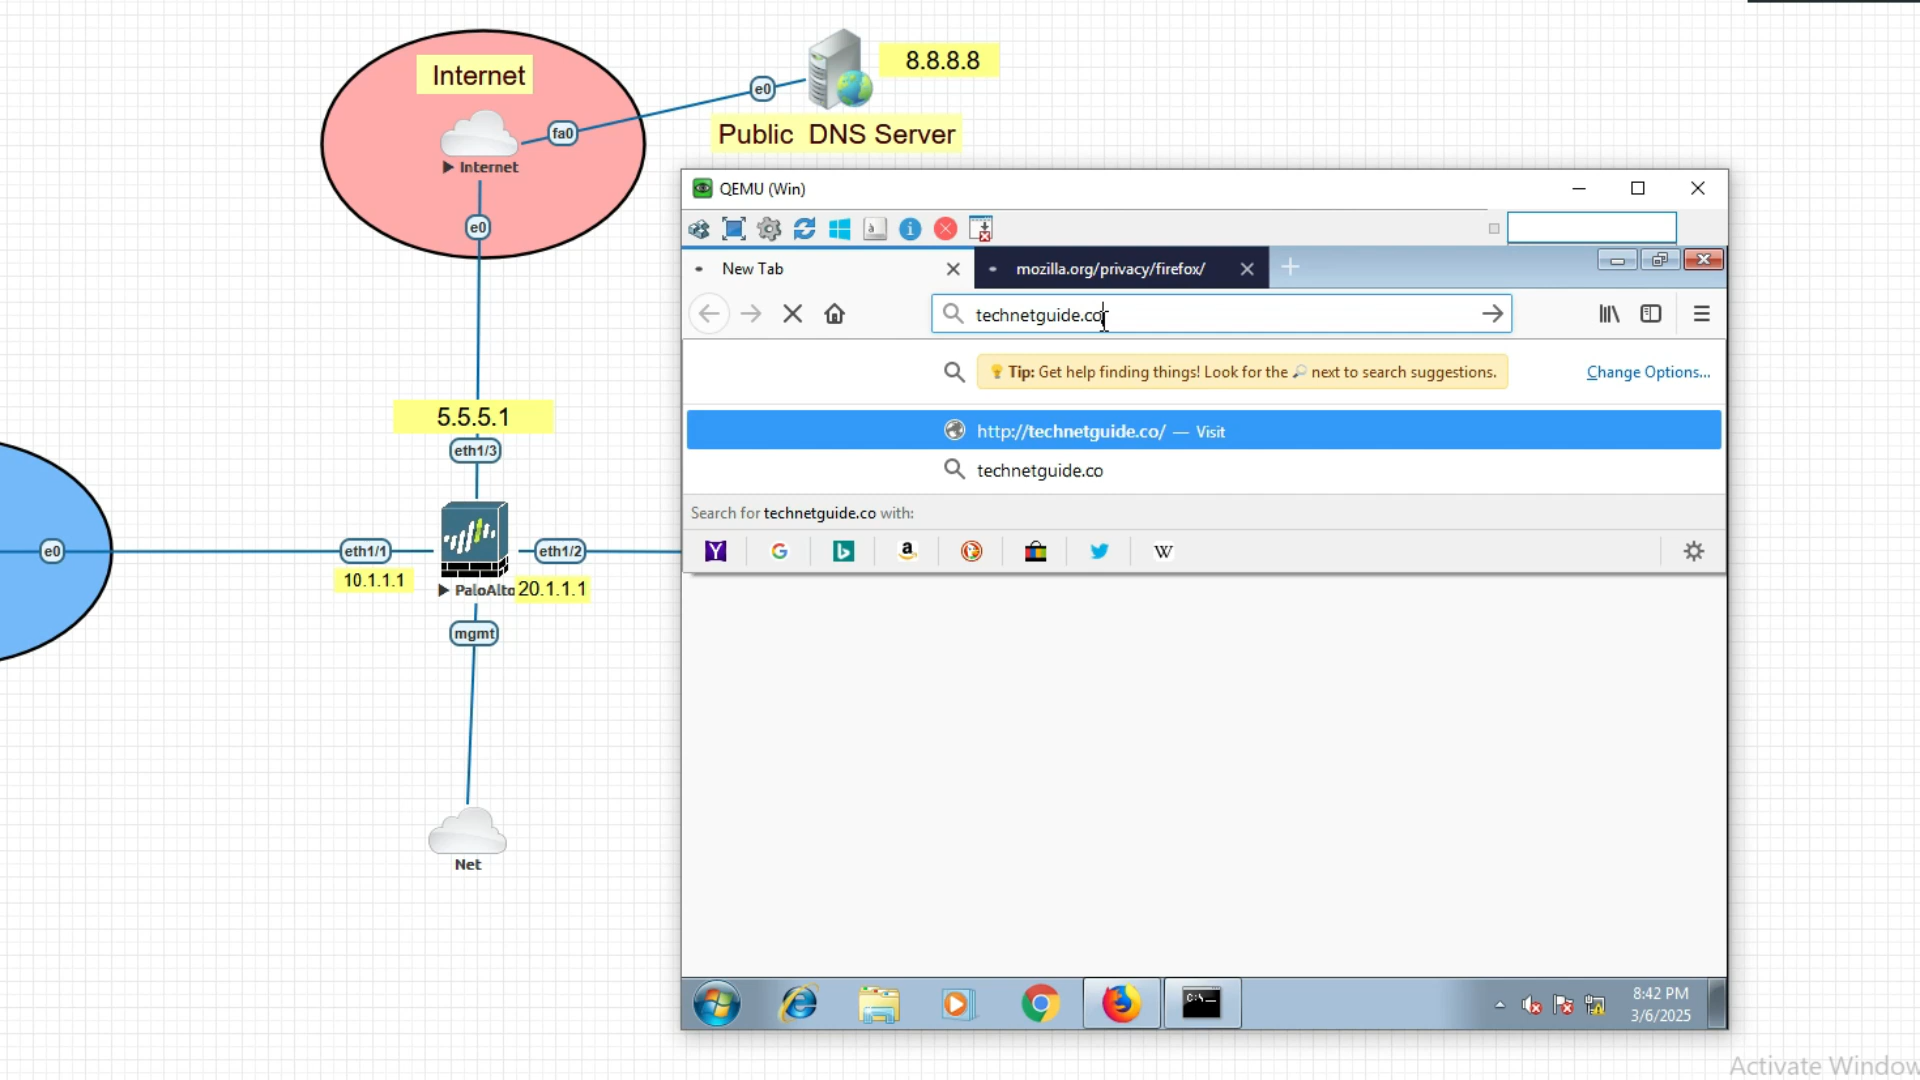 Internet
8.8.8.8
e0
fa0
Public DNS Server
Internet
e0
5.5.5.1
eth1/3
e0
eth1/1
eth1/2
10.1.1.1
PaloAlto
20.1.1.1
mgmt
Net
QEMU (Win)
New Tab
mozilla.org/privacy/firefox/
technetguide.co
Tip: Get help finding things! Look for the 🔎 next to search suggestions.
Change Options...
http://technetguide.co/ — Visit
technetguide.co
Search for technetguide.co with:
Y
G
b
a
W
C:\
8:42 PM
3/6/2025
Activate Window